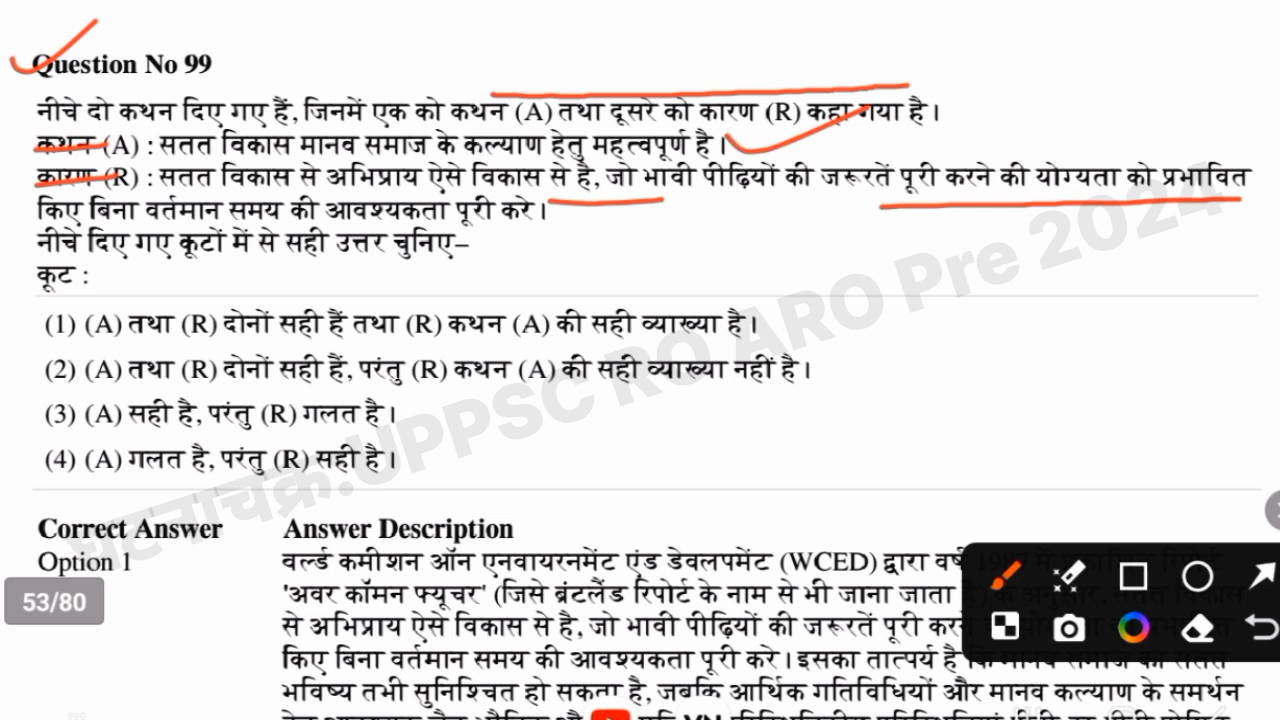 Question No 99
नीचे दो कथन दिए गए हैं, जिनमें एक को कथन (A) तथा दूसरे को कारण (R) कहा गया है।
कथन (A) : सतत विकास मानव समाज के कल्याण हेतु महत्वपूर्ण है।
कारण (R) : सतत विकास से अभिप्राय ऐसे विकास से है, जो भावी पीढ़ियों की जरूरतें पूरी करने की योग्यता को प्रभावित
किए बिना वर्तमान समय की आवश्यकता पूरी करे।
नीचे दिए गए कूटों में से सही उत्तर चुनिए–
कूट :
(1) (A) तथा (R) दोनों सही हैं तथा (R) कथन (A) की सही व्याख्या है।
(2) (A) तथा (R) दोनों सही हैं, परंतु (R) कथन (A) की सही व्याख्या नहीं है।
(3) (A) सही है, परंतु (R) गलत है।
(4) (A) गलत है, परंतु (R) सही है।
घटनाचक्र.UPPSC RO ARO Pre 2024
Correct Answer Answer Description
Option 1 वर्ल्ड कमीशन ऑन एनवायरनमेंट एंड डेवलपमेंट (WCED) द्वारा वर्ष
53/80
'अवर कॉमन फ्यूचर' (जिसे ब्रंटलैंड रिपोर्ट के नाम से भी जाना जाता
से अभिप्राय ऐसे विकास से है, जो भावी पीढ़ियों की जरूरतें पूरी करने
किए बिना वर्तमान समय की आवश्यकता पूरी करे। इसका तात्पर्य है कि मानव समाज का सतत
भविष्य तभी सुनिश्चित हो सकता है, जबकि आर्थिक गतिविधियों और मानव कल्याण के समर्थन